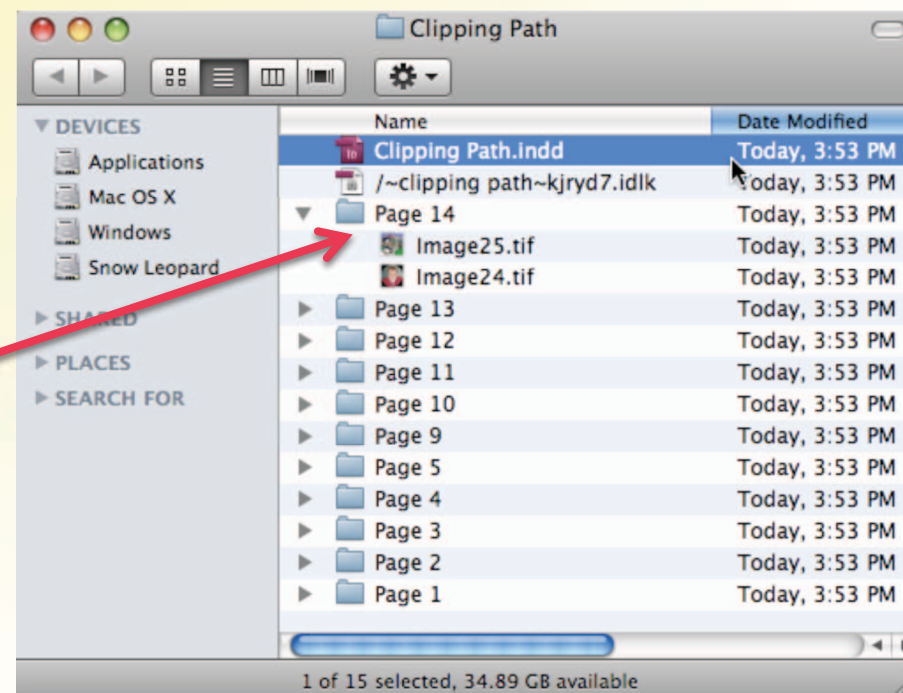 Clipping Path
DEVICES
Applications
Mac OS X
Windows
Snow Leopard
SHARED
PLACES
SEARCH FOR
Name Date Modified
Clipping Path.indd Today, 3:53 PM
/~clipping path~kjryd7.idlk Today, 3:53 PM
Page 14 Today, 3:53 PM
Image25.tif Today, 3:53 PM
Image24.tif Today, 3:53 PM
Page 13 Today, 3:53 PM
Page 12 Today, 3:53 PM
Page 11 Today, 3:53 PM
Page 10 Today, 3:53 PM
Page 9 Today, 3:53 PM
Page 5 Today, 3:53 PM
Page 4 Today, 3:53 PM
Page 3 Today, 3:53 PM
Page 2 Today, 3:53 PM
Page 1 Today, 3:53 PM
1 of 15 selected, 34.89 GB available